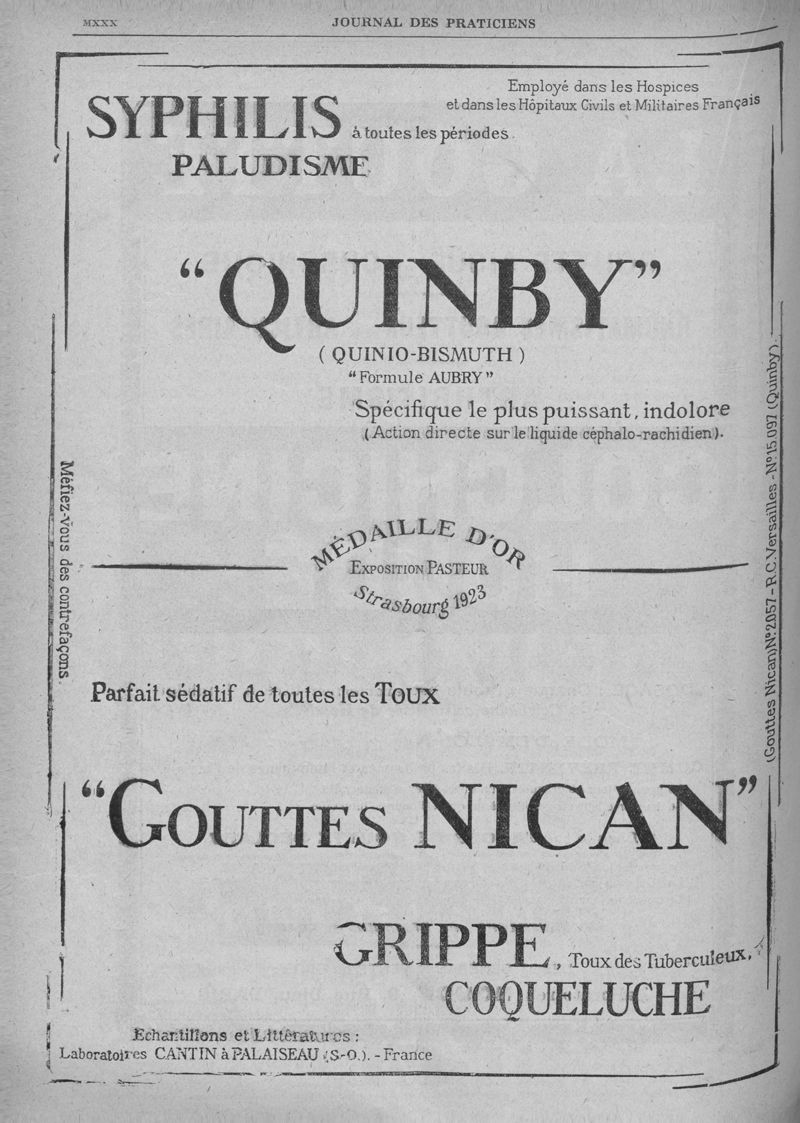 MXXX
JOURNAL DES PRATICIENS
Employé dans les Hospices
et dans les Hôpitaux Civils et Militaires Français
SYPHILIS à toutes les périodes.
PALUDISME
“QUINBY”
( QUINIO-BISMUTH )
“Formule AUBRY”
Spécifique le plus puissant, indolore
(Action directe sur le liquide céphalo-rachidien).
Méfiez-Vous des contrefaçons.
MÉDAILLE D'OR
EXPOSITION PASTEUR
Strasbourg 1923
(Gouttes Nican) N°:2057 - R.C. Versailles - N°:15.097 (Quinby).
Parfait sédatif de toutes les TOUX
“GOUTTES NICAN”
GRIPPE, Toux des Tuberculeux,
COQUELUCHE
Echantillons et Littératures :
Laboratoires CANTIN à PALAISEAU (S.-O.). - France